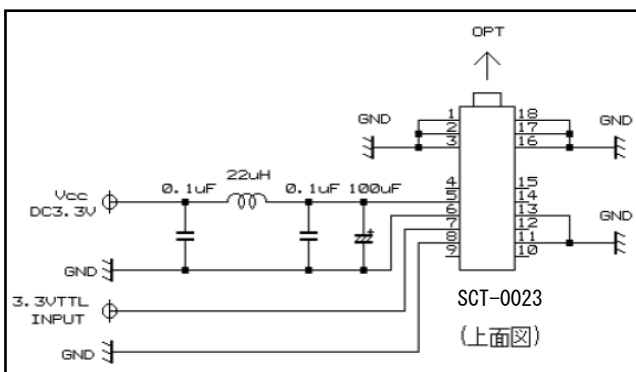 OPT
GND
1 18
2 17
3 16
GND
22uH
0.1uF 0.1uF 100uF
Vcc
DC3.3V
4 15
5 14
6 13
7 12
8 11
9 10
+
GND
GND
3.3VTTL
INPUT
GND
SCT-0023
(上面図)